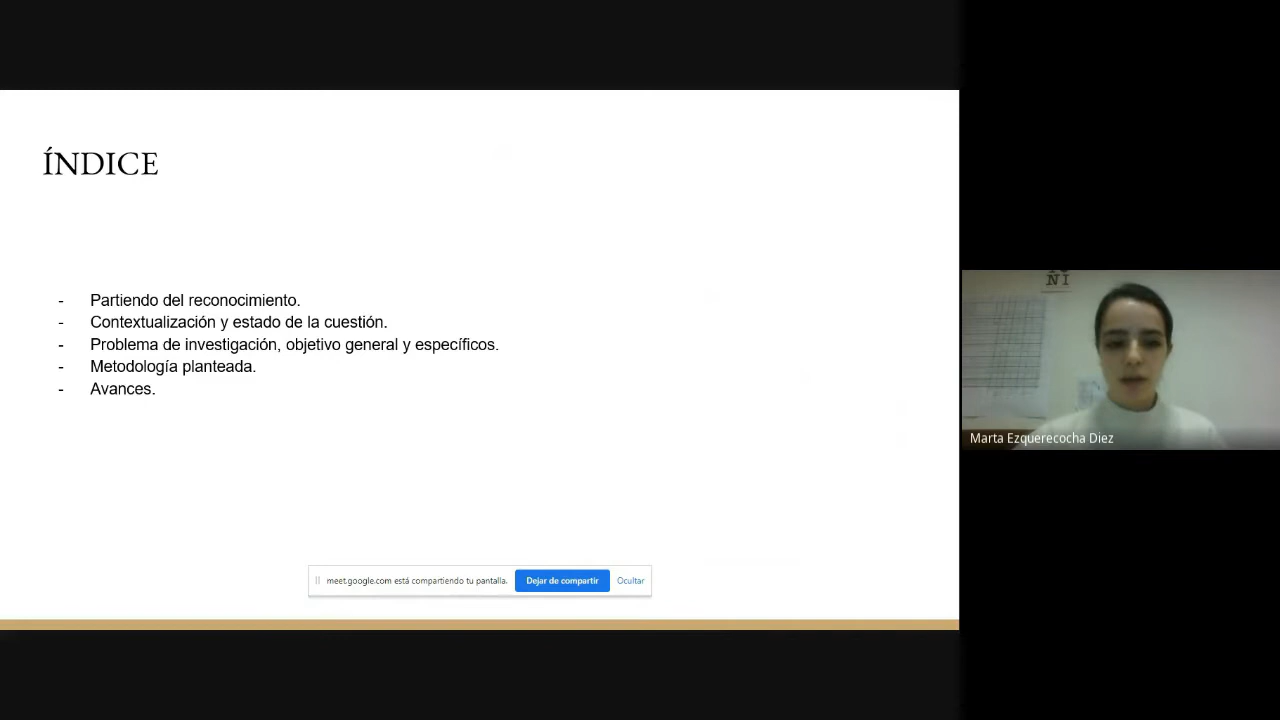 ÍNDICE
- Partiendo del reconocimiento.
- Contextualización y estado de la cuestión.
- Problema de investigación, objetivo general y específicos.
- Metodología planteada.
- Avances.
meet.google.com está compartiendo tu pantalla. Dejar de compartir Ocultar
NI
Marta Ezquerecocha Diez